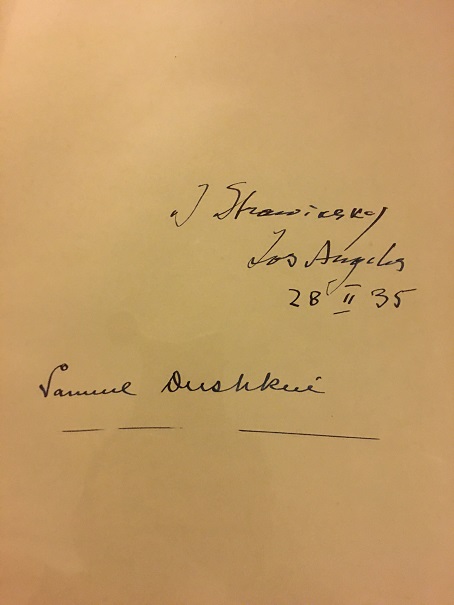 I Strawinsky
Los Angeles
28 II 35
Samuel Dushkin